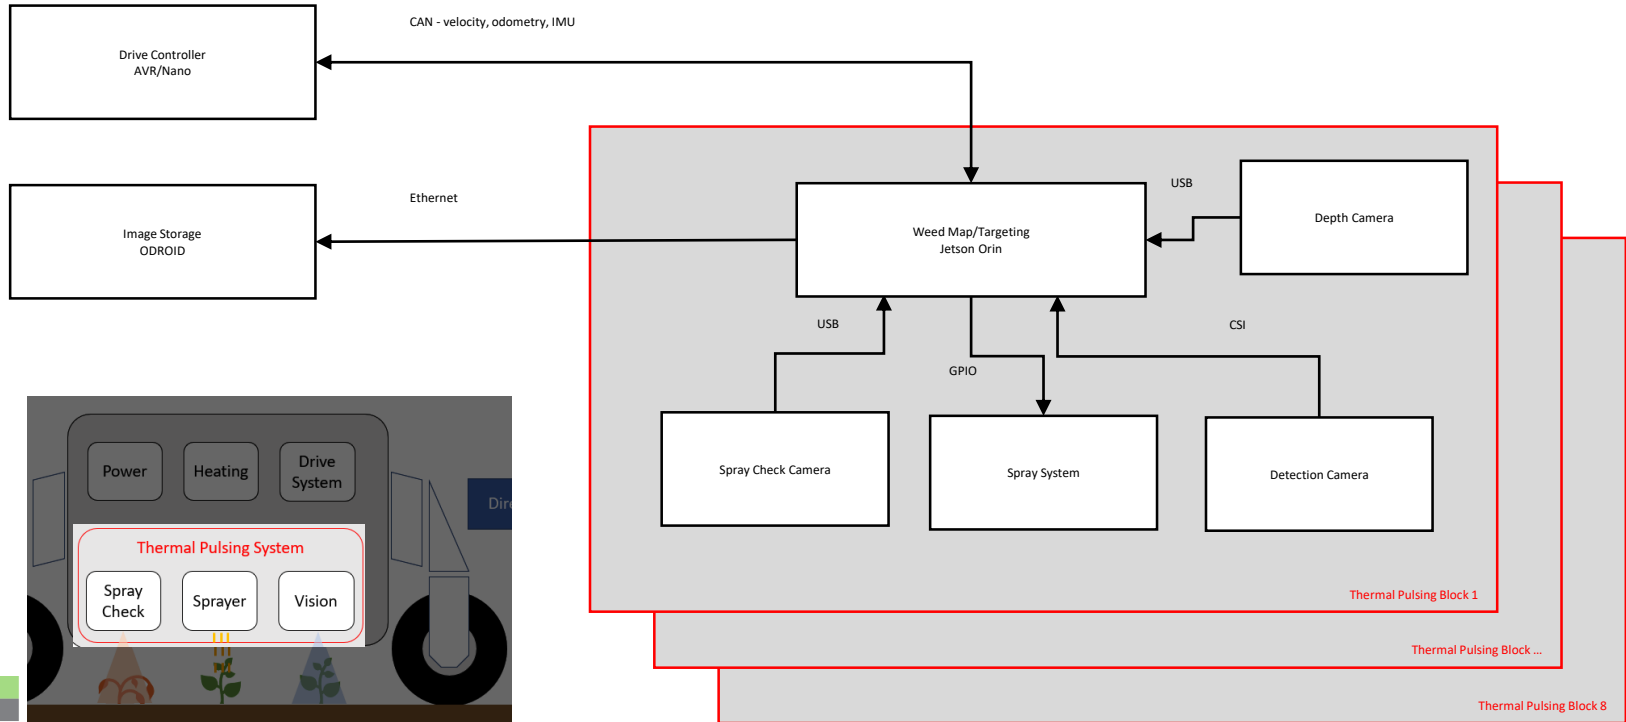 CAN - velocity, odometry, IMU
Drive Controller
AVR/Nano
Ethernet
Image Storage
ODROID
Weed Map/Targeting
Jetson Orin
USB
Depth Camera
USB
GPIO
CSI
Spray Check Camera
Spray System
Detection Camera
Thermal Pulsing Block 1
Thermal Pulsing Block ...
Thermal Pulsing Block 8
Power
Heating
Drive
System
Thermal Pulsing System
Spray
Check
Sprayer
Vision